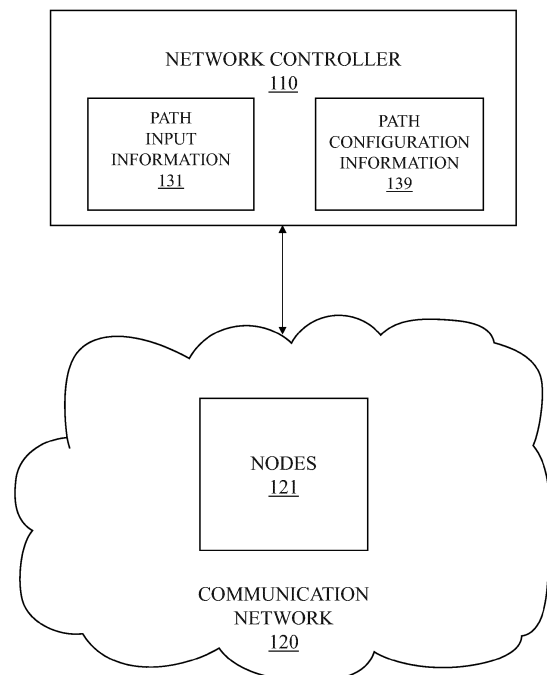 NETWORK CONTROLLER
110
PATH
INPUT
INFORMATION
131
PATH
CONFIGURATION
INFORMATION
139
NODES
121
COMMUNICATION
NETWORK
120